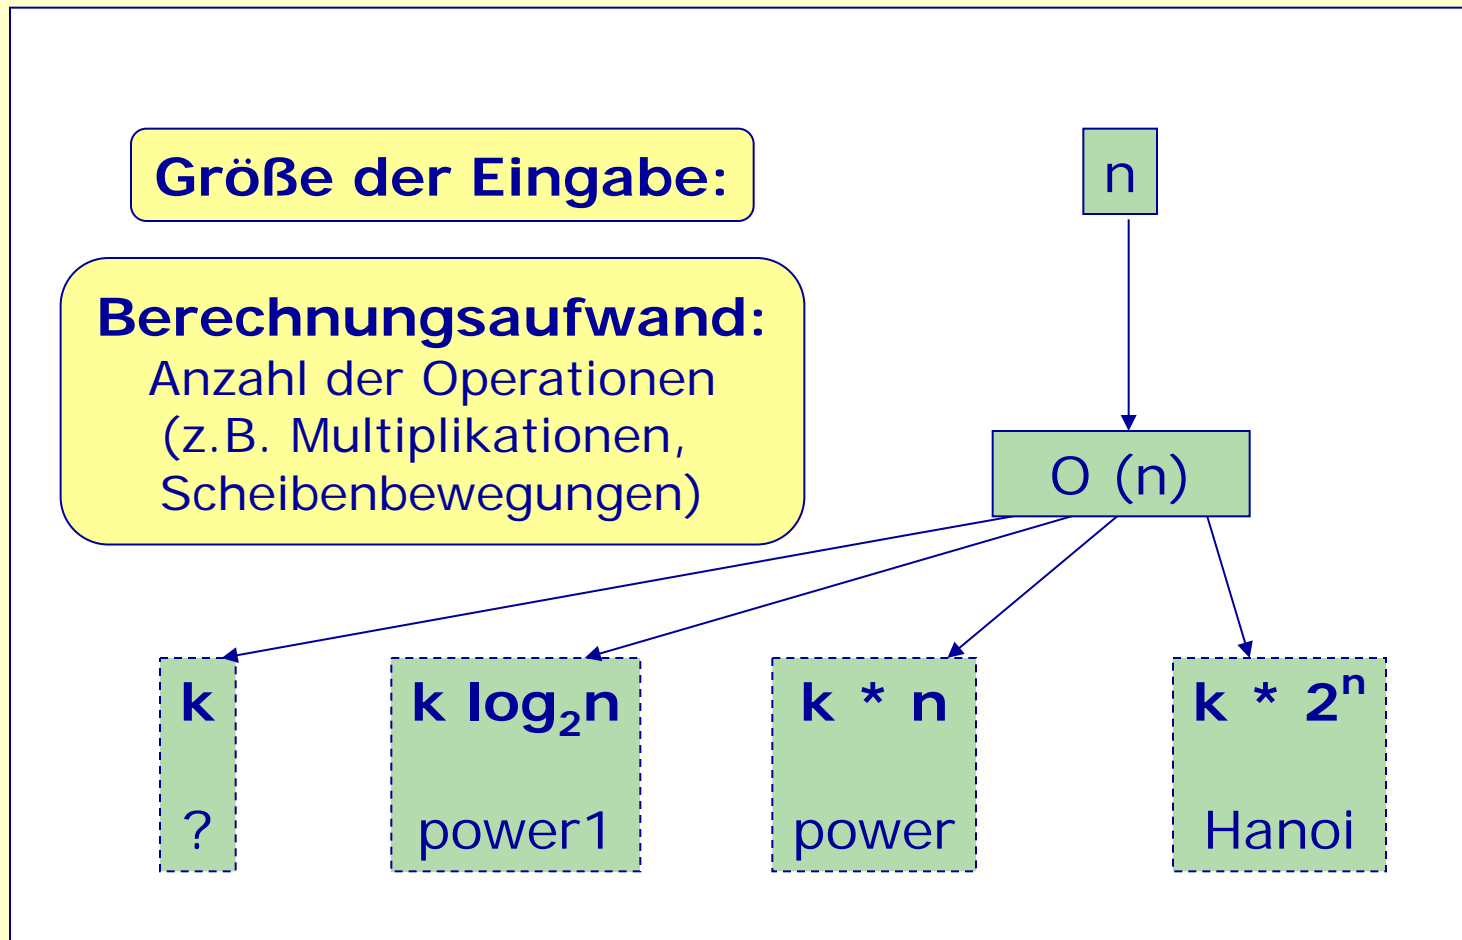 Größe der Eingabe:
n
Berechnungsaufwand:
Anzahl der Operationen
(z.B. Multiplikationen,
Scheibenbewegungen)
O (n)
k
?
k log₂n
power1
k * n
power
k * 2ⁿ
Hanoi